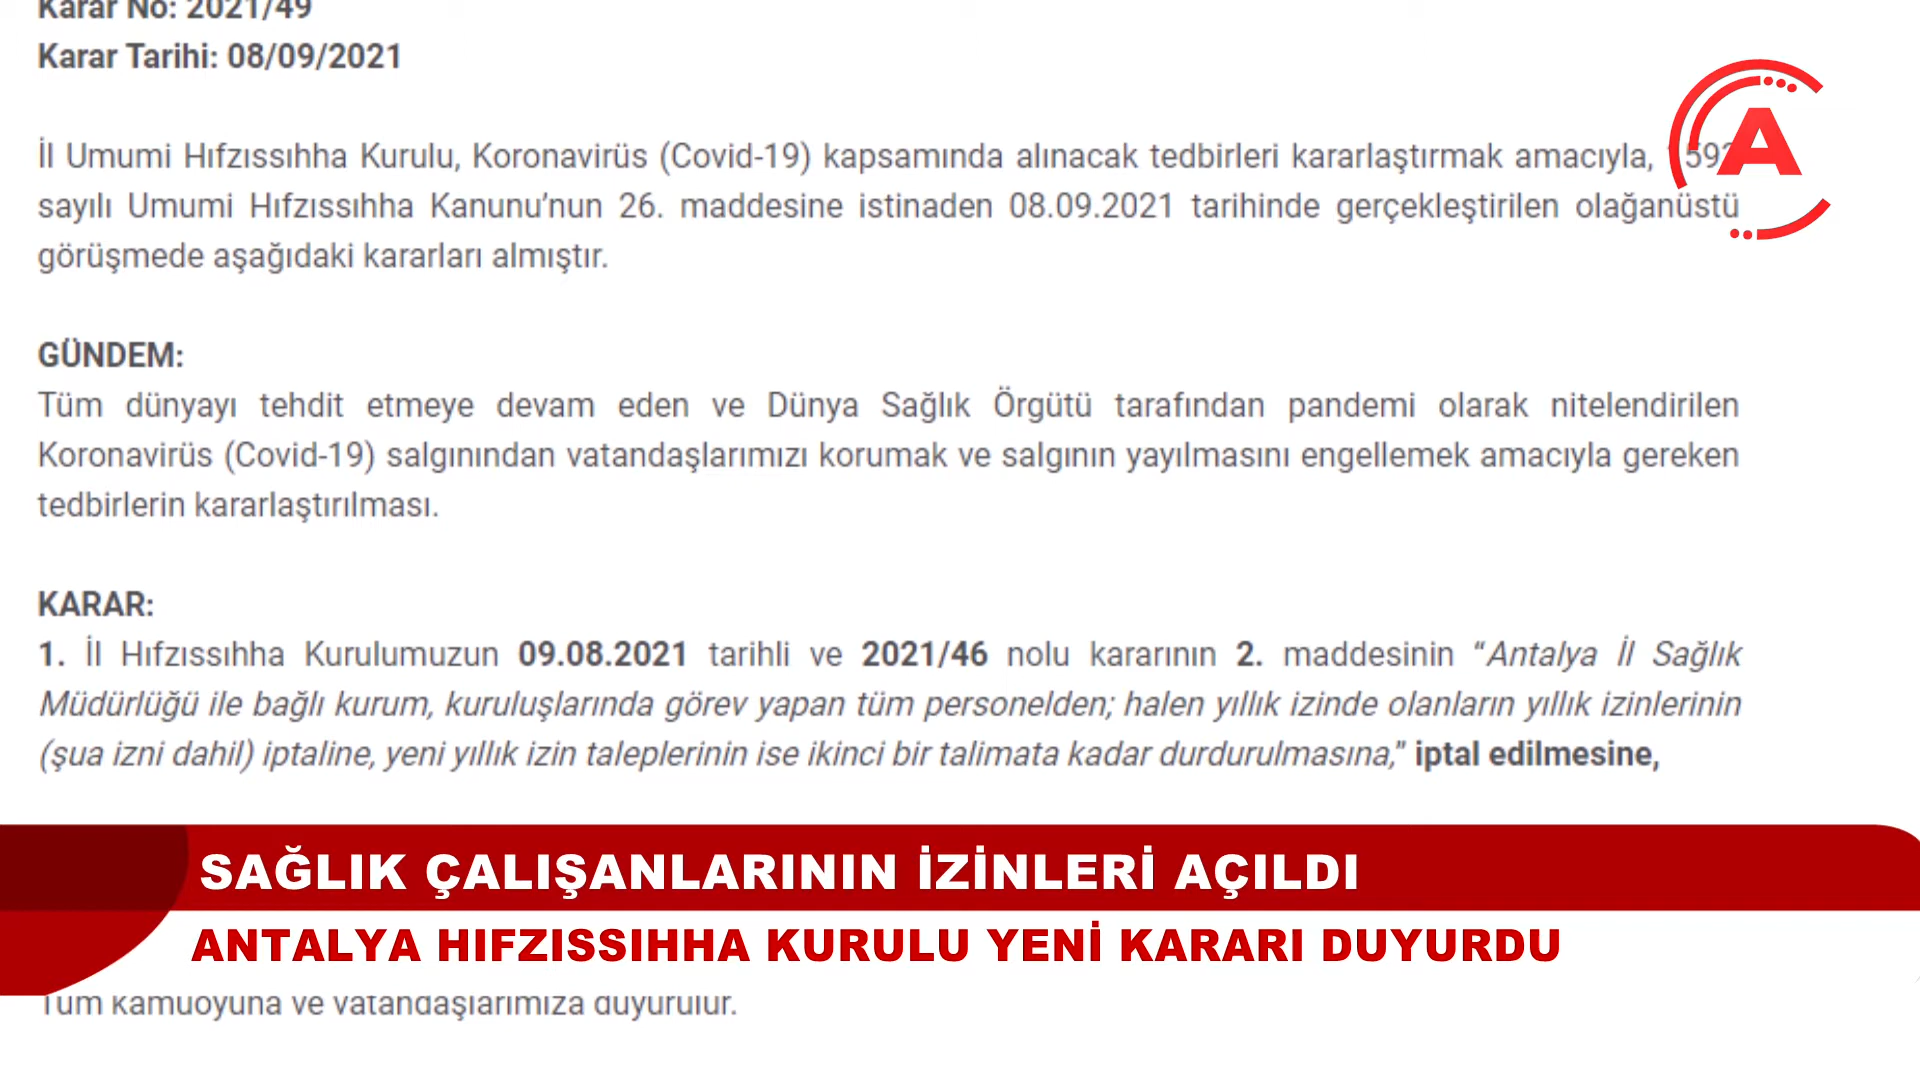 Karar No: 2021/49
Karar Tarihi: 08/09/2021
İl Umumi Hıfzıssıhha Kurulu, Koronavirüs (Covid-19) kapsamında alınacak tedbirleri kararlaştırmak amacıyla,
sayılı Umumi Hıfzıssıhha Kanunu’nun 26. maddesine istinaden 08.09.2021 tarihinde gerçekleştirilen olağanüstü
görüşmede aşağıdaki kararları almıştır.
A
GÜNDEM:
Tüm dünyayı tehdit etmeye devam eden ve Dünya Sağlık Örgütü tarafından pandemi olarak nitelendirilen
Koronavirüs (Covid-19) salgınından vatandaşlarımızı korumak ve salgının yayılmasını engellemek amacıyla gereken
tedbirlerin kararlaştırılması.
KARAR:
1. İl Hıfzıssıhha Kurulumuzun 09.08.2021 tarihli ve 2021/46 nolu kararının 2. maddesinin “Antalya İl Sağlık
Müdürlüğü ile bağlı kurum, kuruluşlarında görev yapan tüm personelden; halen yıllık izinde olanların yıllık izinlerinin
(şua izni dahil) iptaline, yeni yıllık izin taleplerinin ise ikinci bir talimata kadar durdurulmasına,” iptal edilmesine,
SAĞLIK ÇALIŞANLARININ İZİNLERİ AÇILDI
ANTALYA HIFZISSIHHA KURULU YENİ KARARI DUYURDU
Tüm kamuoyuna ve vatandaşlarımıza duyurulur.